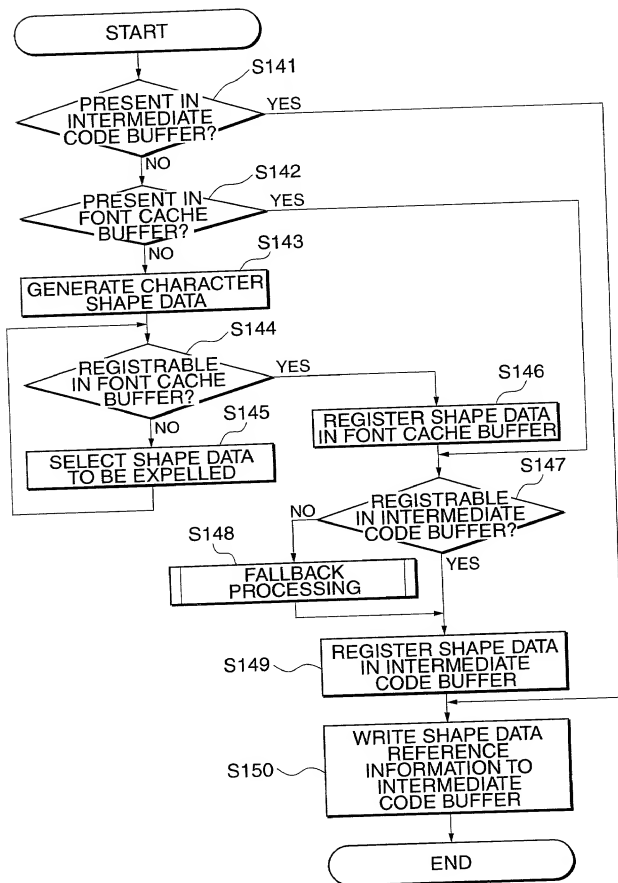 START
S141
PRESENT IN
INTERMEDIATE
CODE BUFFER?
YES
NO
S142
PRESENT IN
FONT CACHE
BUFFER?
YES
NO
S143
GENERATE CHARACTER
SHAPE DATA
S144
REGISTRABLE
IN FONT CACHE
BUFFER?
YES
NO
S145
SELECT SHAPE DATA
TO BE EXPELLED
S146
REGISTER SHAPE DATA
IN FONT CACHE BUFFER
S147
REGISTRABLE
IN INTERMEDIATE
CODE BUFFER?
NO
YES
S148
FALLBACK
PROCESSING
S149
REGISTER SHAPE DATA
IN INTERMEDIATE
CODE BUFFER
S150
WRITE SHAPE DATA
REFERENCE
INFORMATION TO
INTERMEDIATE
CODE BUFFER
END